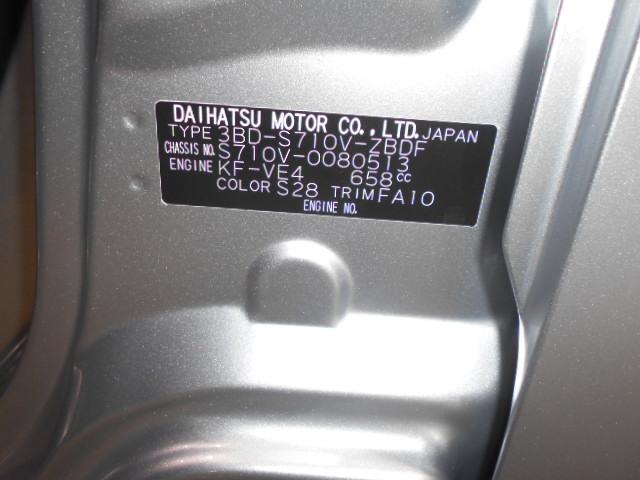 DAIHATSU MOTOR CO.,LTD. JAPAN
TYPE 3BD-S710V-ZBDF
CHASSIS NO. S710V-0080513
ENGINE KF-VE4 658cc
COLOR S28 TRIM FA10
ENGINE NO.